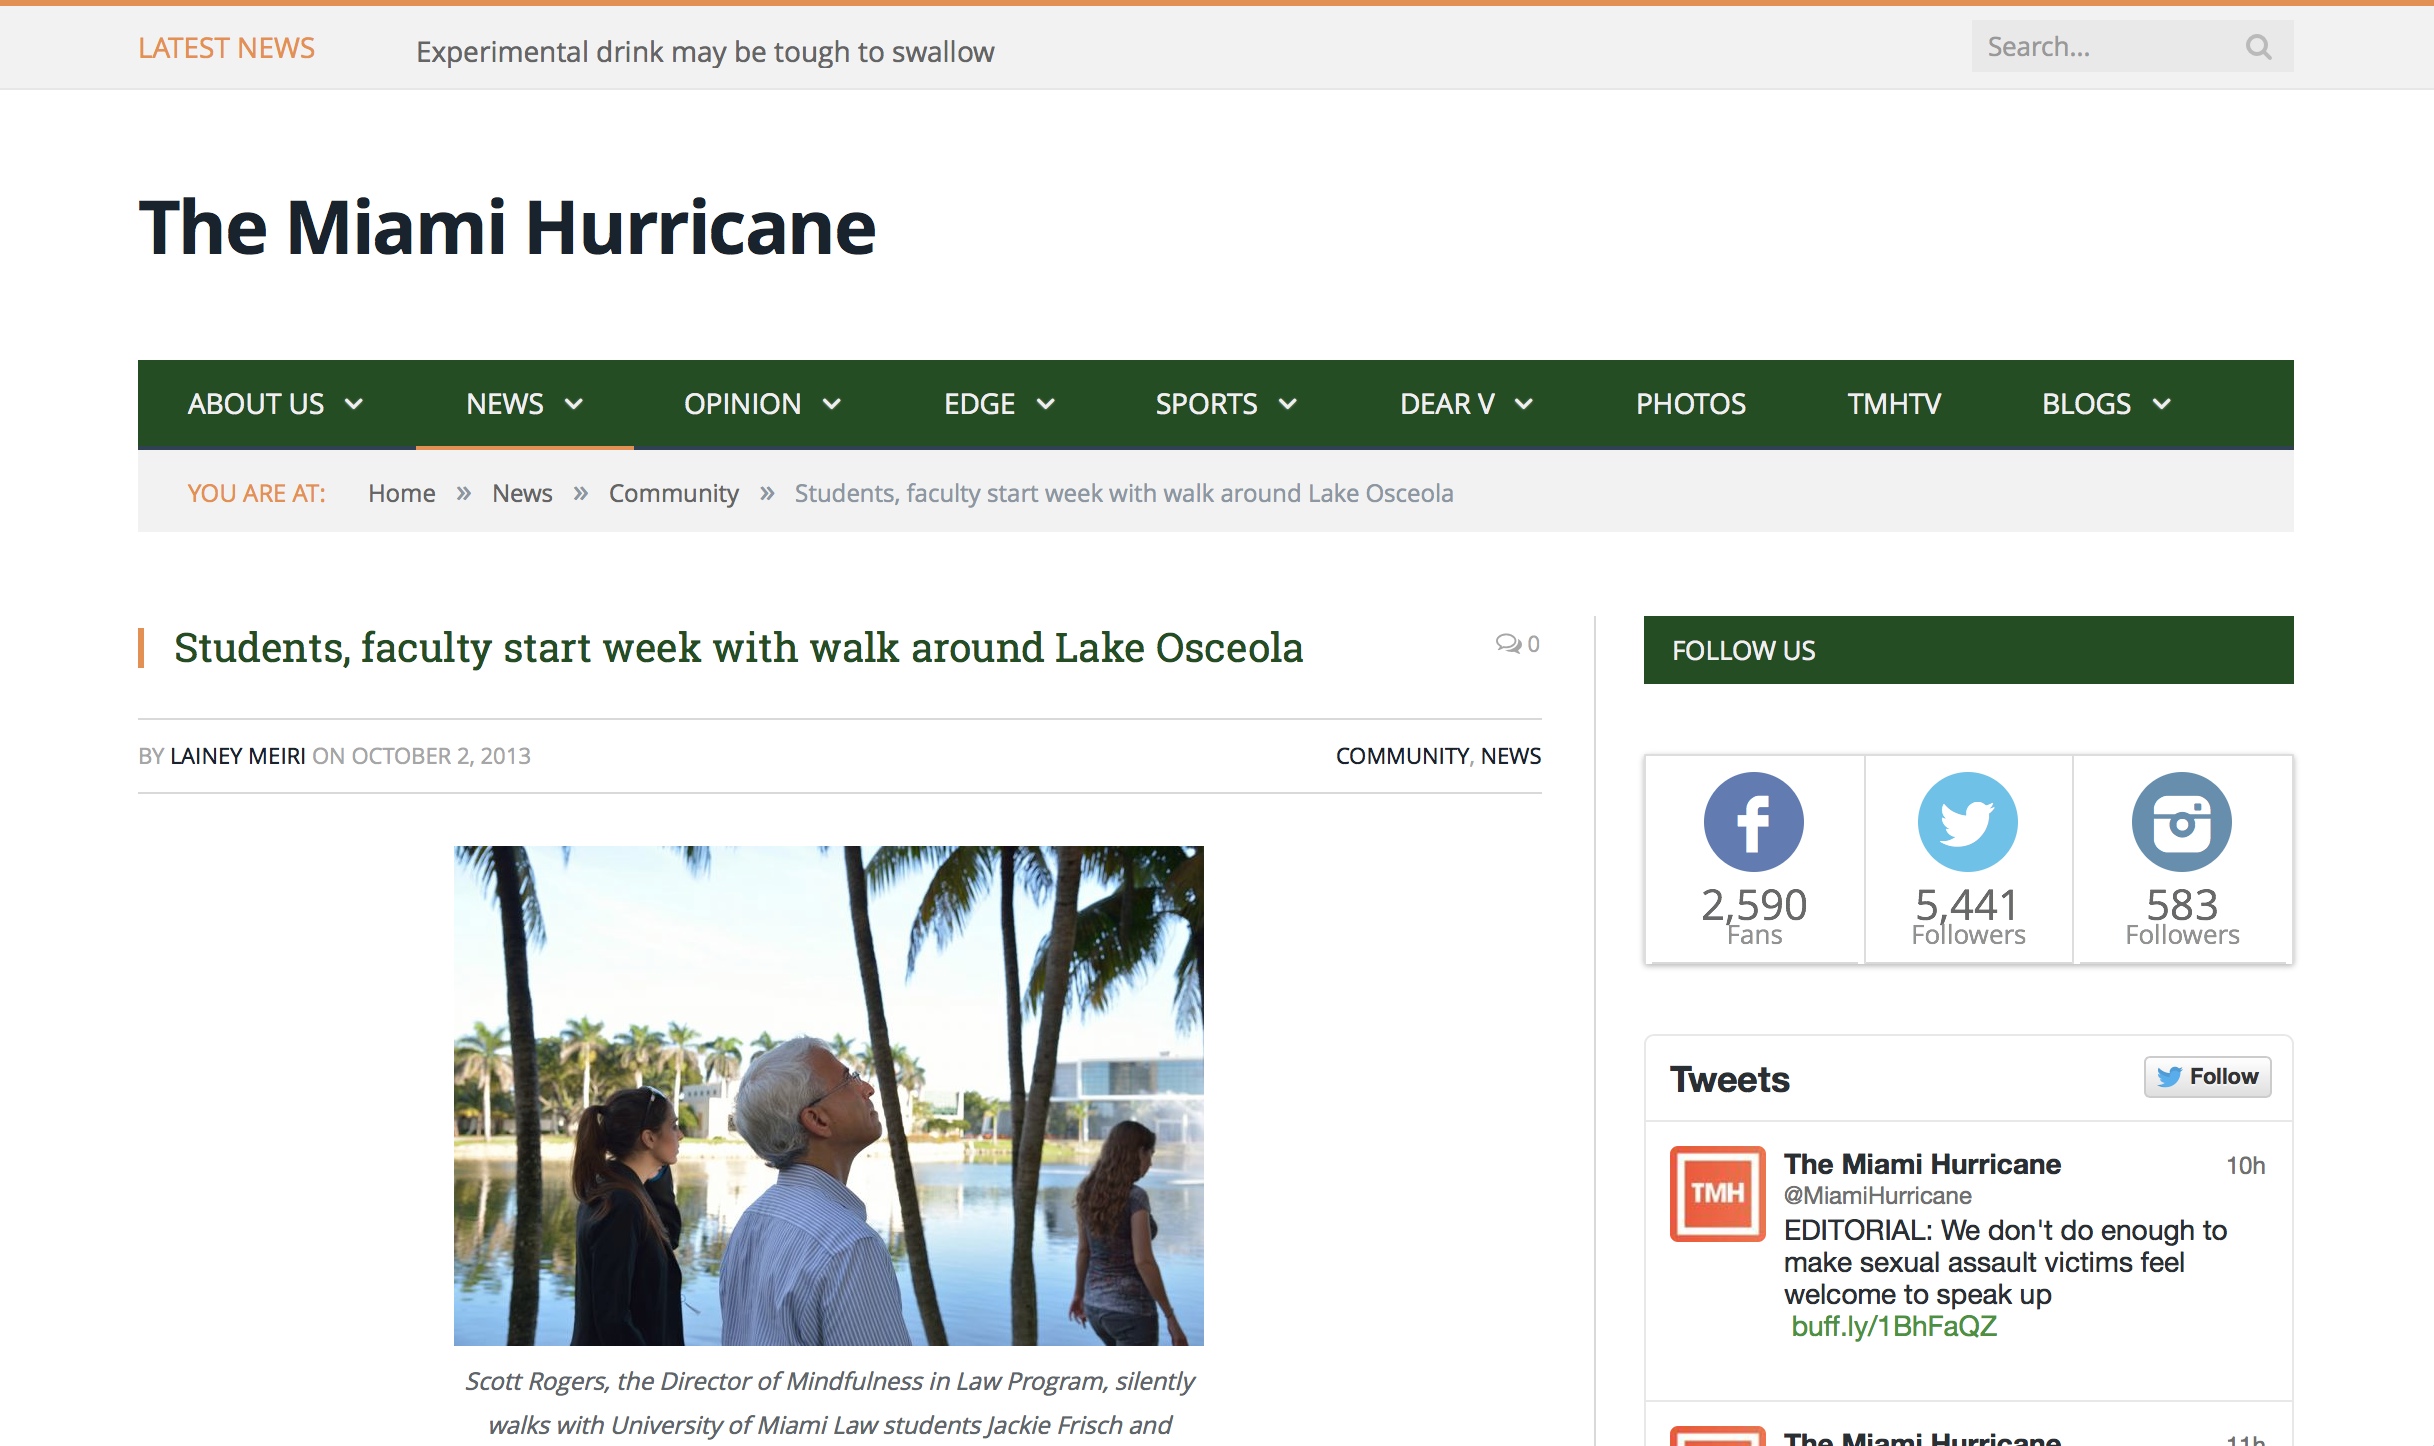 LATEST NEWS
Experimental drink may be tough to swallow
Search...
The Miami Hurricane
ABOUT US NEWS OPINION EDGE SPORTS DEAR V PHOTOS TMHTV BLOGS
YOU ARE AT: Home » News » Community » Students, faculty start week with walk around Lake Osceola
Students, faculty start week with walk around Lake Osceola
0
BY LAINEY MEIRI ON OCTOBER 2, 2013
COMMUNITY, NEWS
Scott Rogers, the Director of Mindfulness in Law Program, silently
walks with University of Miami Law students Jackie Frisch and
FOLLOW US
2,590
Fans
5,441
Followers
583
Followers
Tweets
Follow
TMH
The Miami Hurricane
10h
@MiamiHurricane
EDITORIAL: We don't do enough to
make sexual assault victims feel
welcome to speak up
buff.ly/1BhFaQZ
The Miami Hurricane
11h